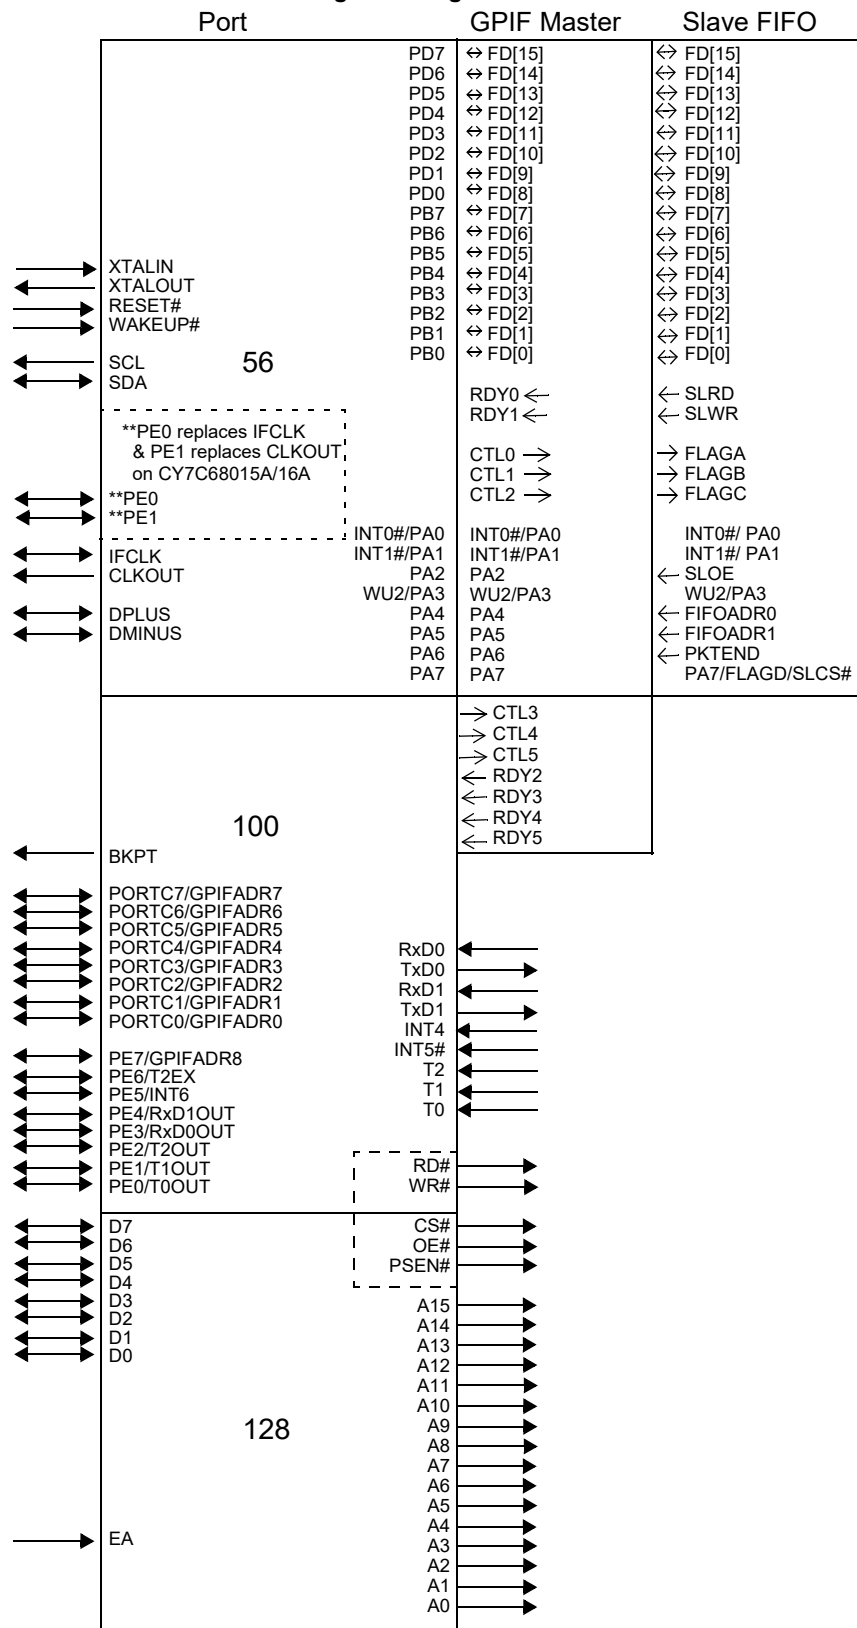 Port GPIF Master Slave FIFO
PD7 FD[15] FD[15]
PD6 FD[14] FD[14]
PD5 FD[13] FD[13]
PD4 FD[12] FD[12]
PD3 FD[11] FD[11]
PD2 FD[10] FD[10]
PD1 FD[9] FD[9]
PD0 FD[8] FD[8]
PB7 FD[7] FD[7]
PB6 FD[6] FD[6]
PB5 FD[5] FD[5]
XTALIN PB4 FD[4] FD[4]
XTALOUT PB3 FD[3] FD[3]
RESET# PB2 FD[2] FD[2]
WAKEUP# PB1 FD[1] FD[1]
PB0 FD[0] FD[0]
SCL 56
SDA
RDY0 SLRD
RDY1 SLWR
**PE0 replaces IFCLK
& PE1 replaces CLKOUT CTL0 FLAGA
on CY7C68015A/16A CTL1 FLAGB
**PE0 CTL2 FLAGC
**PE1
INT0#/PA0 INT0#/PA0 INT0#/ PA0
IFCLK INT1#/PA1 INT1#/PA1 INT1#/ PA1
CLKOUT PA2 PA2 SLOE
WU2/PA3 WU2/PA3 WU2/PA3
DPLUS PA4 PA4 FIFOADR0
DMINUS PA5 PA5 FIFOADR1
PA6 PA6 PKTEND
PA7 PA7 PA7/FLAGD/SLCS#
CTL3
CTL4
CTL5
RDY2
RDY3
100 RDY4
RDY5
BKPT
PORTC7/GPIFADR7
PORTC6/GPIFADR6
PORTC5/GPIFADR5
PORTC4/GPIFADR4 RxD0
PORTC3/GPIFADR3 TxD0
PORTC2/GPIFADR2 RxD1
PORTC1/GPIFADR1 TxD1
PORTC0/GPIFADR0 INT4
INT5#
PE7/GPIFADR8 T2
PE6/T2EX
PE5/INT6 T1
PE4/RxD1OUT T0
PE3/RxD0OUT
PE2/T2OUT
PE1/T1OUT RD#
PE0/T0OUT WR#
D7 CS#
D6 OE#
D5 PSEN#
D4
D3 A15
D2 A14
D1 A13
D0 A12
A11
A10
128 A9
A8
A7
A6
A5
A4
EA A3
A2
A1
A0